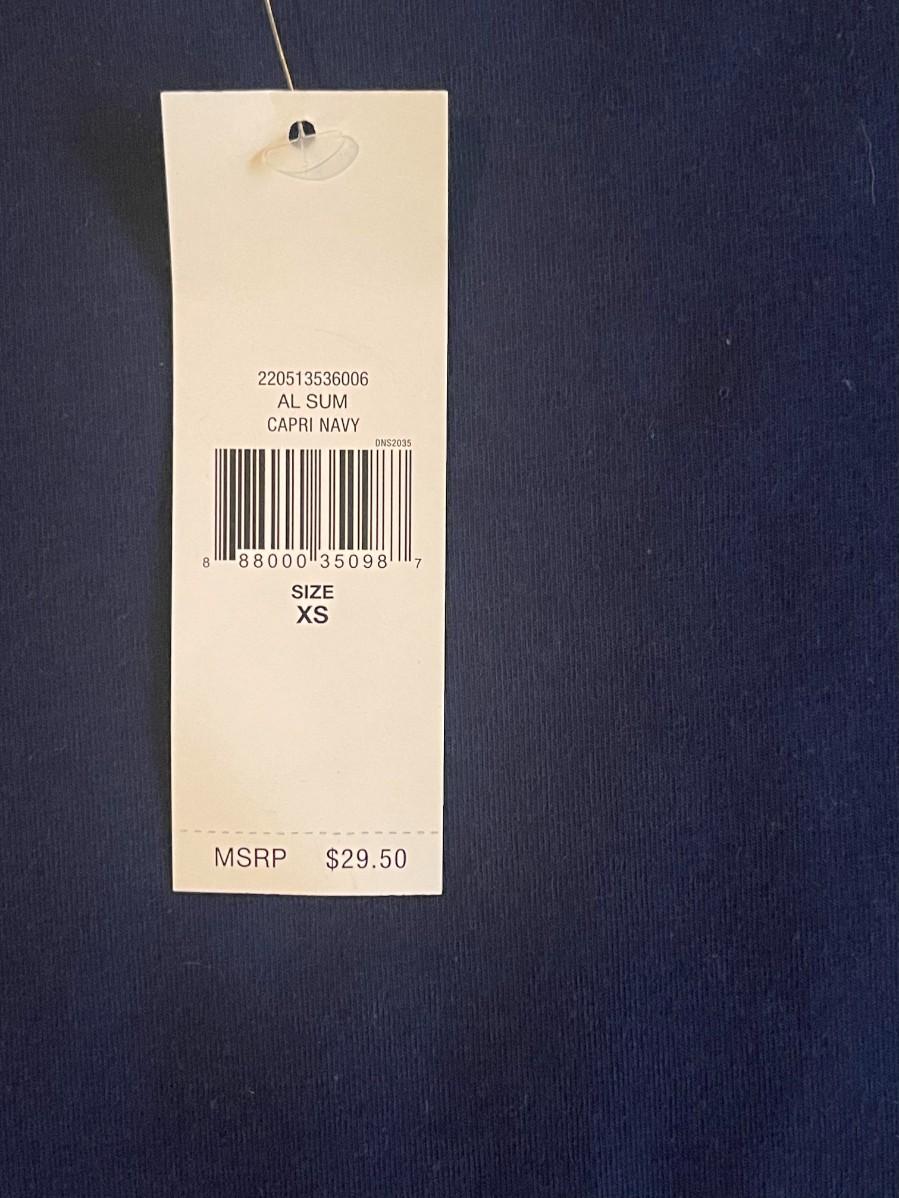 220513536006
AL SUM
CAPRI NAVY
DNS2035
8 88000 35098 7
SIZE
XS
MSRP $29.50